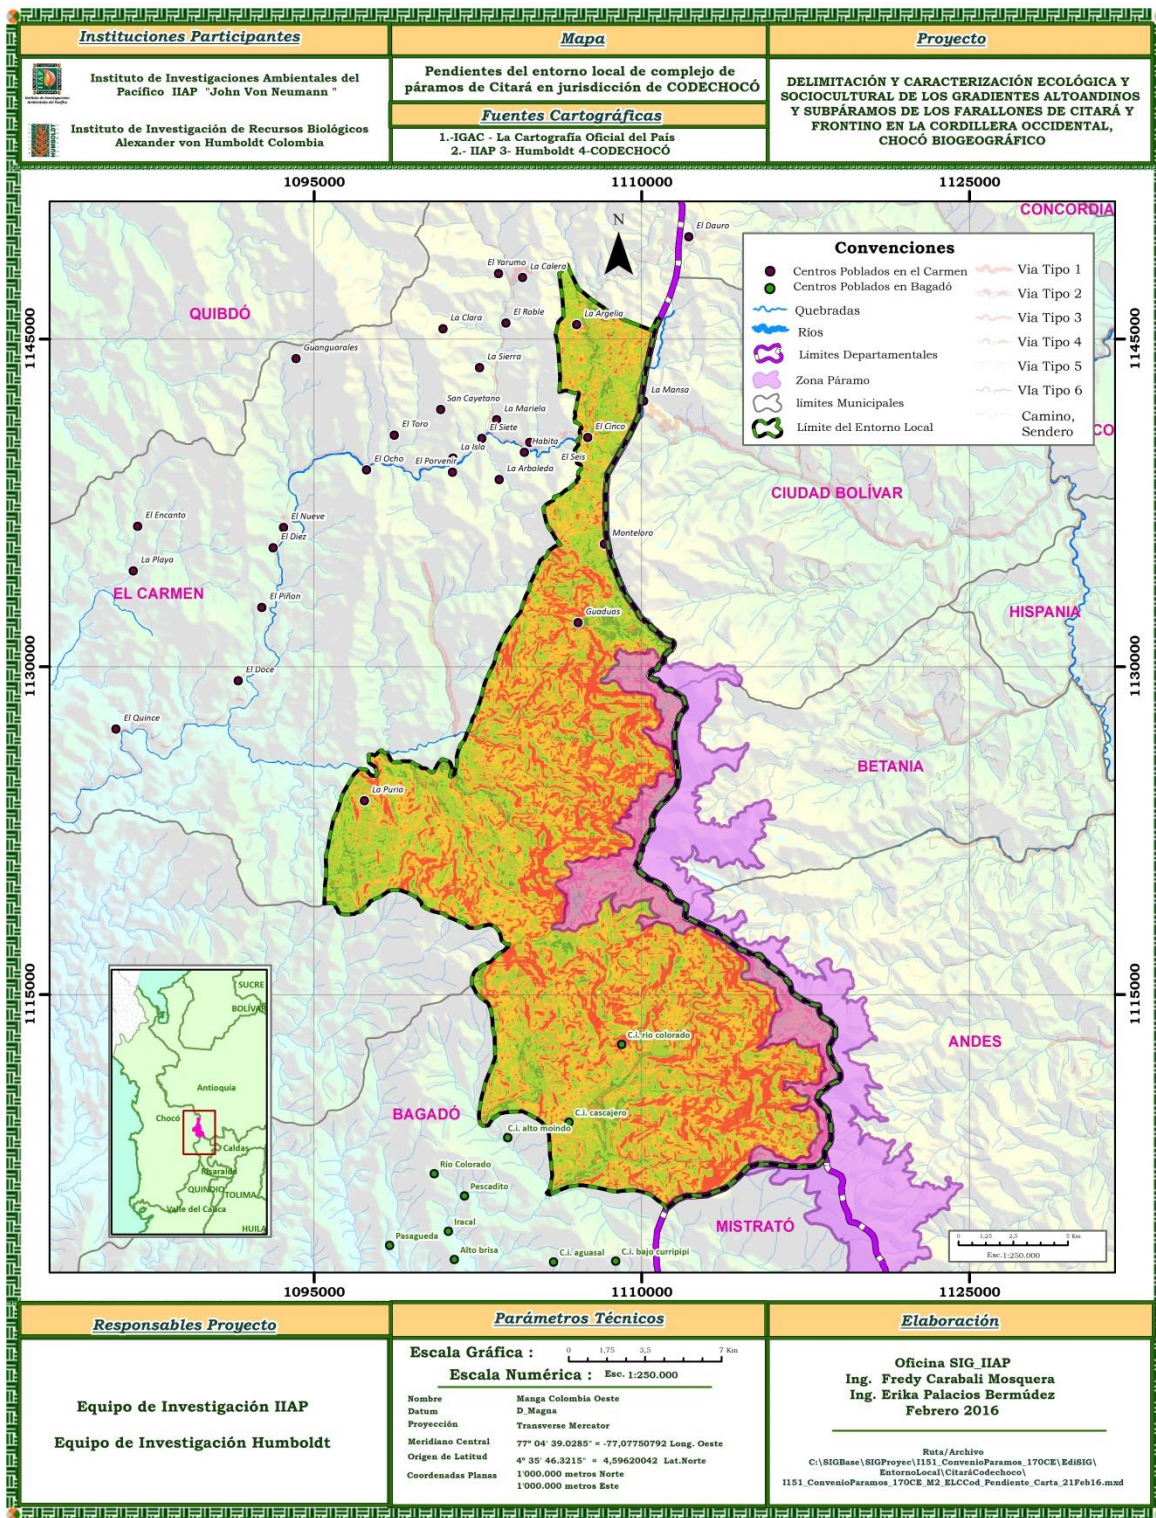 Instituciones Participantes
Mapa
Proyecto
Instituto de Investigaciones Ambientales del
Pacífico IIAP "John Von Neumann "
Instituto de Investigación de Recursos Biológicos
Alexander von Humboldt Colombia
Pendientes del entorno local de complejo de
páramos de Citará en jurisdicción de CODECHOCÓ
Fuentes Cartográficas
1.-IGAC - La Cartografía Oficial del País
2.- IIAP 3- Humboldt 4-CODECHOCÓ
DELIMITACIÓN Y CARACTERIZACIÓN ECOLÓGICA Y
SOCIOCULTURAL DE LOS GRADIENTES ALTOANDINOS
Y SUBPÁRAMOS DE LOS FARALLONES DE CITARÁ Y
FRONTINO EN LA CORDILLERA OCCIDENTAL,
CHOCÓ BIOGEOGRÁFICO
1095000
1110000
1125000
CONCORDIA
N
El Dauro
Convenciones
Centros Poblados en el Carmen
Centros Poblados en Bagadó
Quebradas
Ríos
Límites Departamentales
Zona Páramo
límites Municipales
Límite del Entorno Local
Via Tipo 1
Via Tipo 2
Via Tipo 3
Via Tipo 4
Via Tipo 5
VIa Tipo 6
Camino,
Sendero
El Yarumo
La Calera
QUIBDÓ
La Clara
El Roble
La Argelia
1145000
1145000
Guanguarales
La Sierra
San Cayetano
La Mariela
La Mansa
El Toro
El Siete
Habita
El Cinco
CO
La Isla
El Ocho
El Porvenir
El Seis
La Arboleda
CIUDAD BOLÍVAR
El Encanto
El Nueve
El Diez
Monteloro
La Playa
EL CARMEN
El Piñon
Guaduas
HISPANIA
1130000
1130000
El Doce
El Quince
BETANIA
La Puria
1115000
1115000
SUCRE
BOLÍVAR
Antioquia
Chocó
Caldas
Risaralda
QUINDIO
TOLIMA
Valle del Cauca
HUILA
C.i. rio colorado
ANDES
BAGADÓ
C.i. cascajero
C.i. alto moindo
Río Colorado
Pescadito
Iracal
Pasagueda
Alto brisa
C.i. aguasal
C.i. bajo curripipi
MISTRATÓ
0 1,25 2,5 5 Km
Esc.1:250.000
1095000
1110000
1125000
Responsables Proyecto
Parámetros Técnicos
Elaboración
Equipo de Investigación IIAP
Equipo de Investigación Humboldt
Escala Gráfica :
0 1,75 3,5 7 Km
Escala Numérica : Esc. 1:250.000
Nombre Manga Colombia Oeste
Datum D_Magna
Proyección Transverse Mercator
Meridiano Central 77° 04' 39.0285" = -77,07750792 Long. Oeste
Origen de Latitud 4° 35' 46.3215" = 4,59620042 Lat.Norte
Coordenadas Planas 1'000.000 metros Norte
1'000.000 metros Este
Oficina SIG_IIAP
Ing. Fredy Carabali Mosquera
Ing. Erika Palacios Bermúdez
Febrero 2016
Ruta/Archivo
C:\SIGBase\SIGProyec\I151_ConvenioParamos_170CE\EdiSIG\
EntornoLocal\CitaráCodechoco\
I151_ConvenioParamos_170CE_M2_ELCCod_Pendiente_Carta_21Feb16.mxd